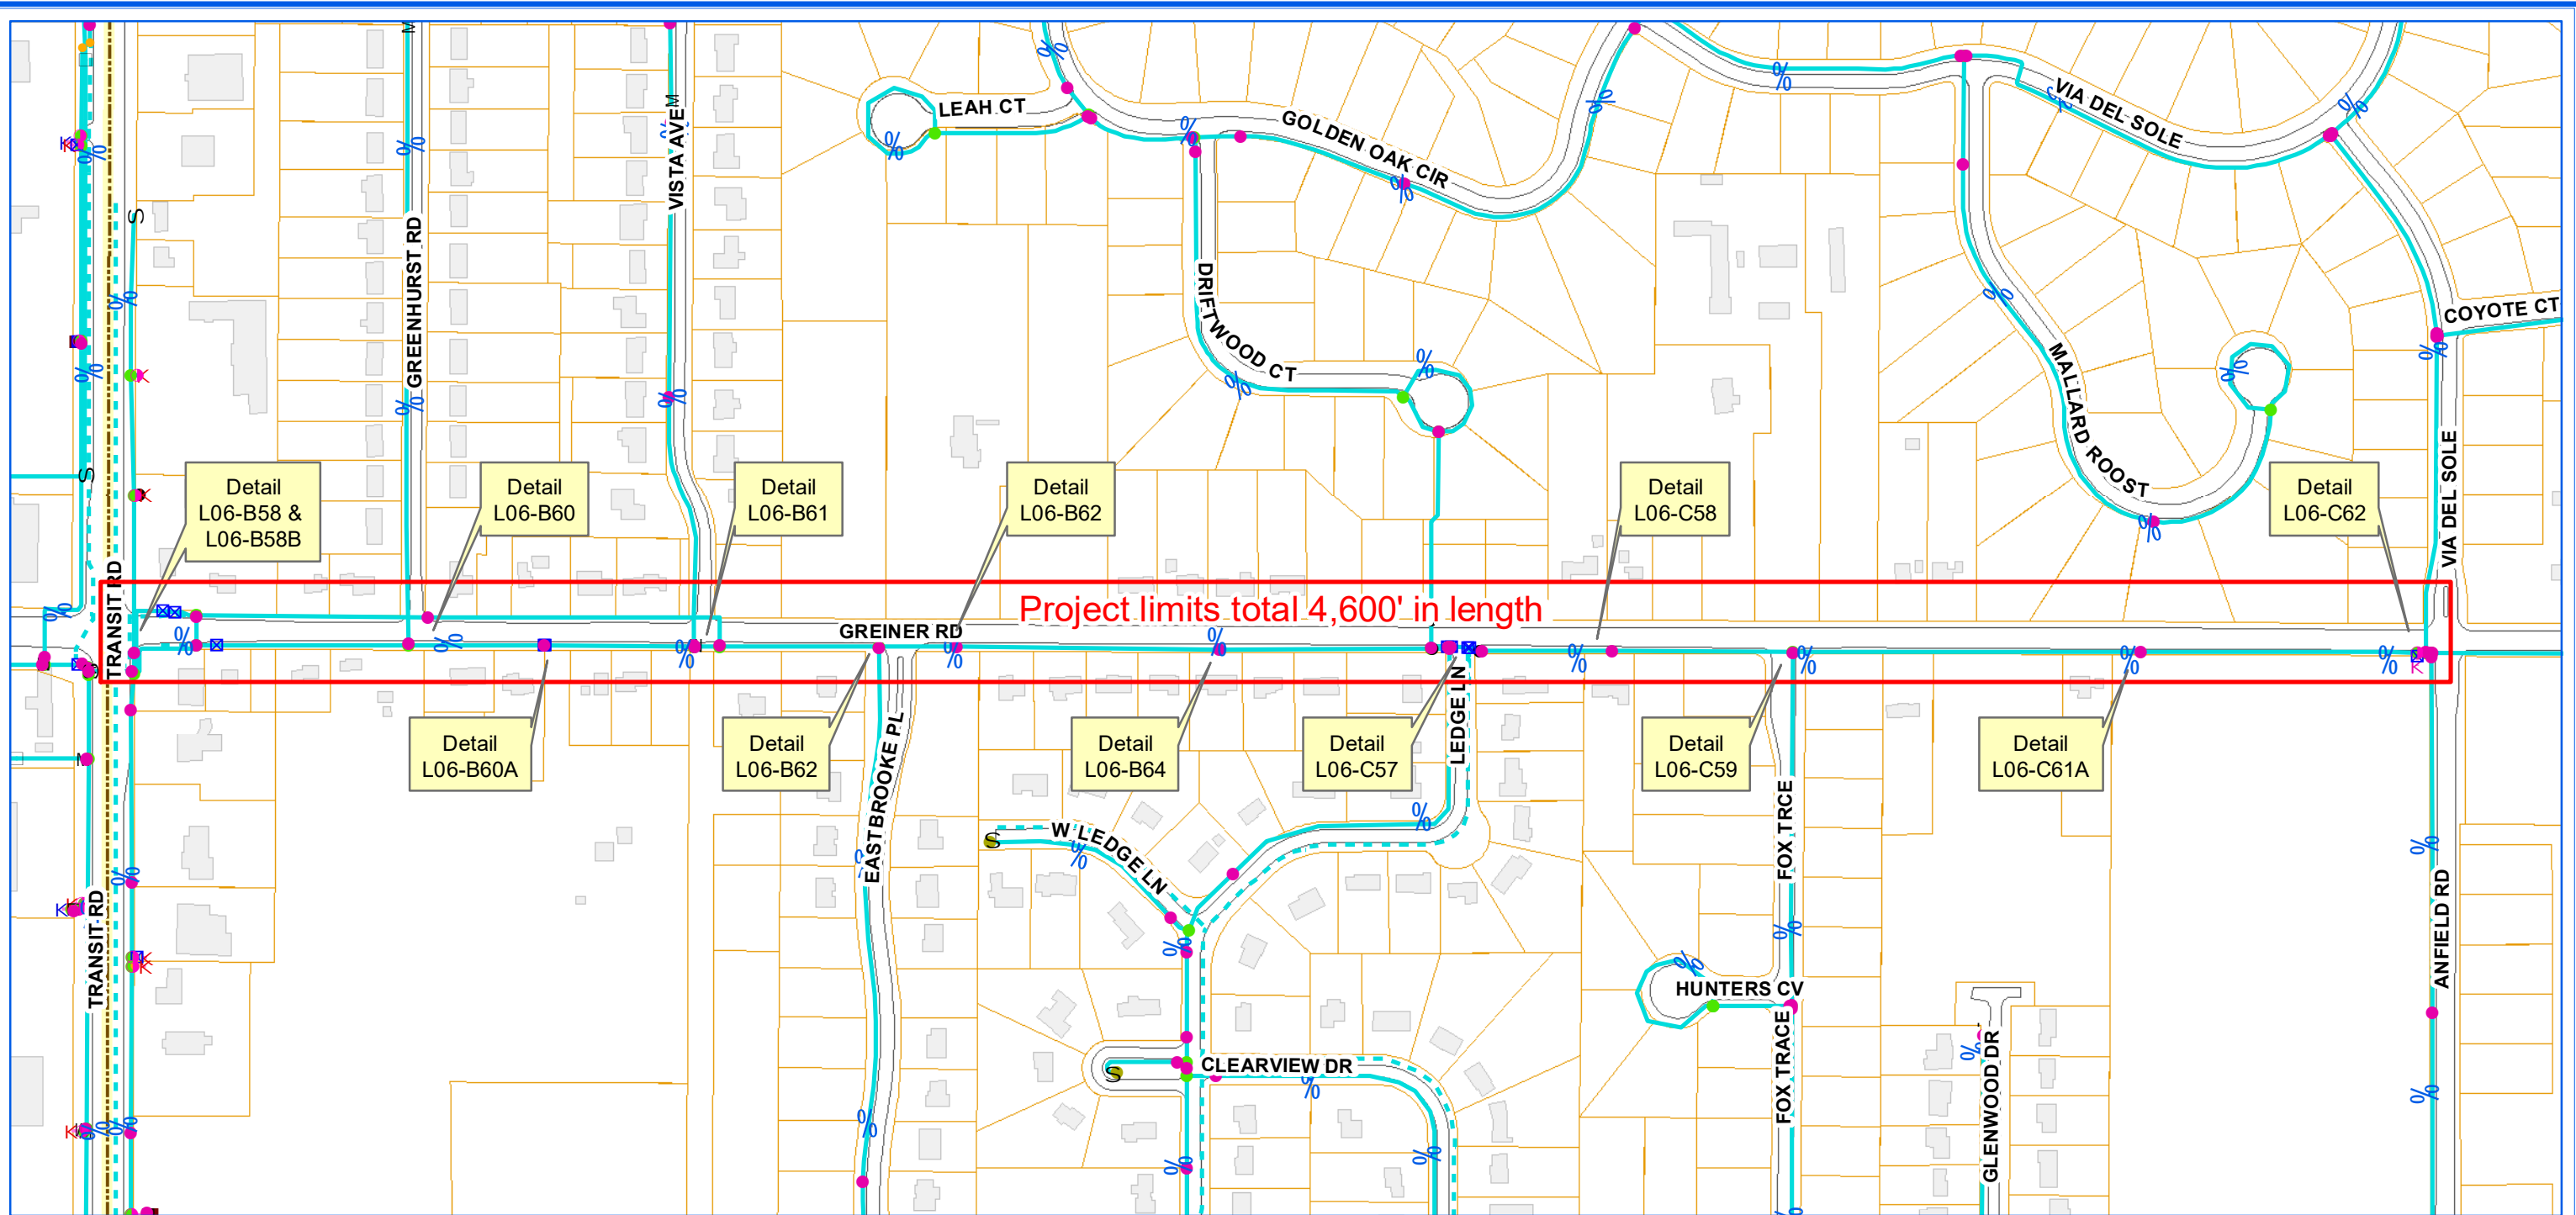 LEAH CT
GOLDEN OAK CIR
VIA DEL SOLE
VISTA AVE
GREENHURST RD
DRIFTWOOD CT
MALLARD ROOST
COYOTE CT
VIA DEL SOLE
Detail
L06-B58 &
L06-B58B
Detail
L06-B60
Detail
L06-B61
Detail
L06-B62
Detail
L06-C58
Detail
L06-C62
TRANSIT RD
Project limits total 4,600' in length
GREINER RD
Detail
L06-B60A
Detail
L06-B62
Detail
L06-B64
Detail
L06-C57
Detail
L06-C59
Detail
L06-C61A
EASTBROOKE PL
LEDGE LN
W LEDGE LN
FOX TRCE
TRANSIT RD
ANFIELD RD
HUNTERS CV
FOX TRACE
CLEARVIEW DR
GLENWOOD DR